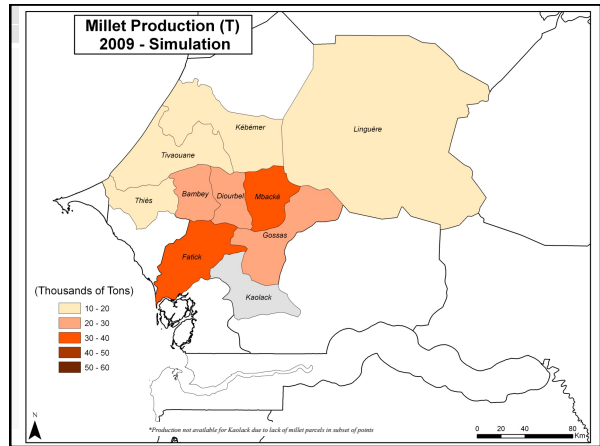 Millet Production (T)
2009 - Simulation
Kébémer
Linguère
Tivaouane
Thiès
Bambey
Diourbel
Mbacké
Gossas
Fatick
Kaolack
(Thousands of Tons)
10 - 20
20 - 30
30 - 40
40 - 50
50 - 60
N
*Production not available for Kaolack due to lack of millet parcels in subset of points
0 20 40 60 80
Km